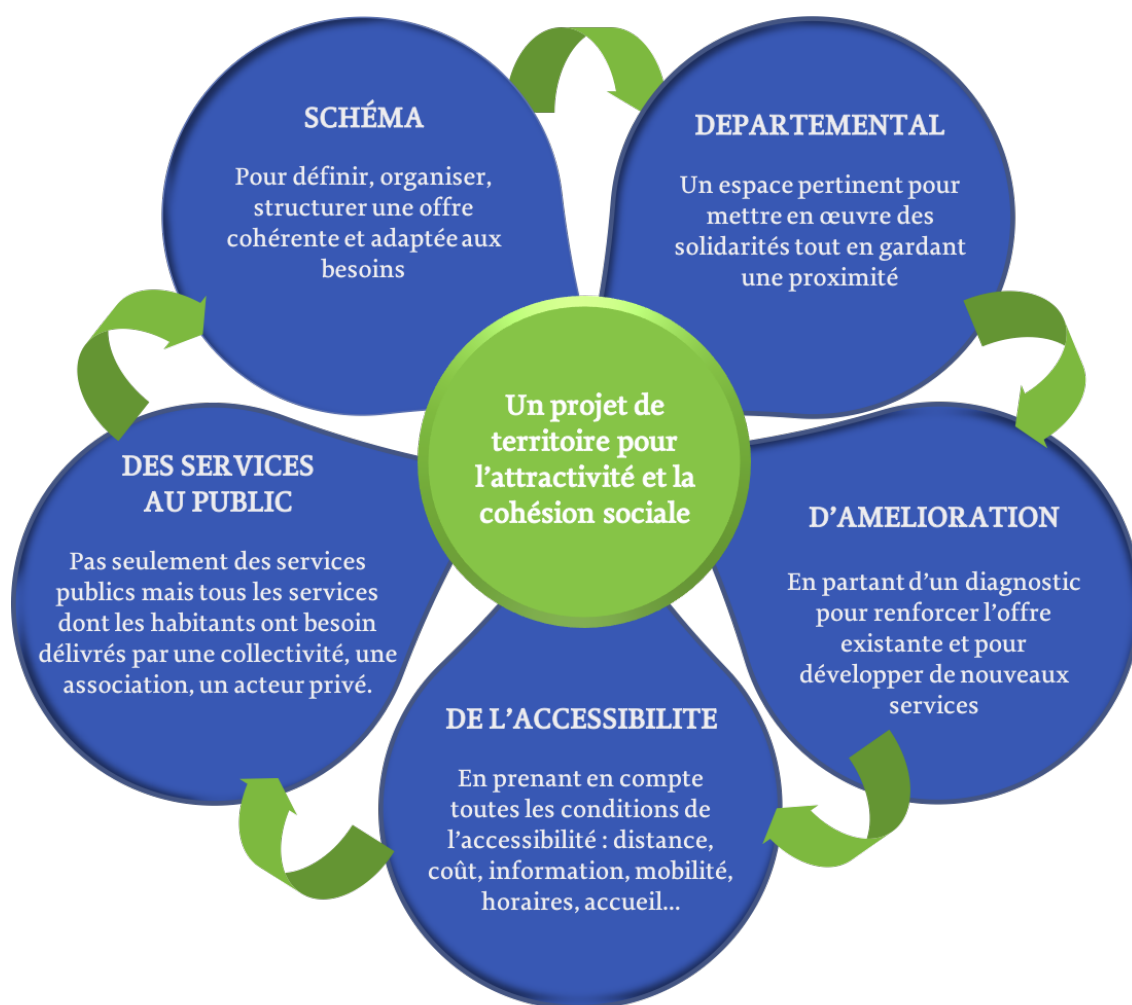 SCHÉMA
Pour définir, organiser,
structurer une offre
cohérente et adaptée aux
besoins
DEPARTEMENTAL
Un espace pertinent pour
mettre en œuvre des
solidarités tout en gardant
une proximité
D’AMELIORATION
En partant d’un diagnostic
pour renforcer l’offre
existante et pour
développer de nouveaux
services
DE L’ACCESSIBILITE
En prenant en compte
toutes les conditions de
l’accessibilité : distance,
coût, information, mobilité,
horaires, accueil...
DES SERVICES
AU PUBLIC
Pas seulement des services
publics mais tous les services
dont les habitants ont besoin
délivrés par une collectivité, une
association, un acteur privé.
Un projet de
territoire pour
l’attractivité et la
cohésion sociale